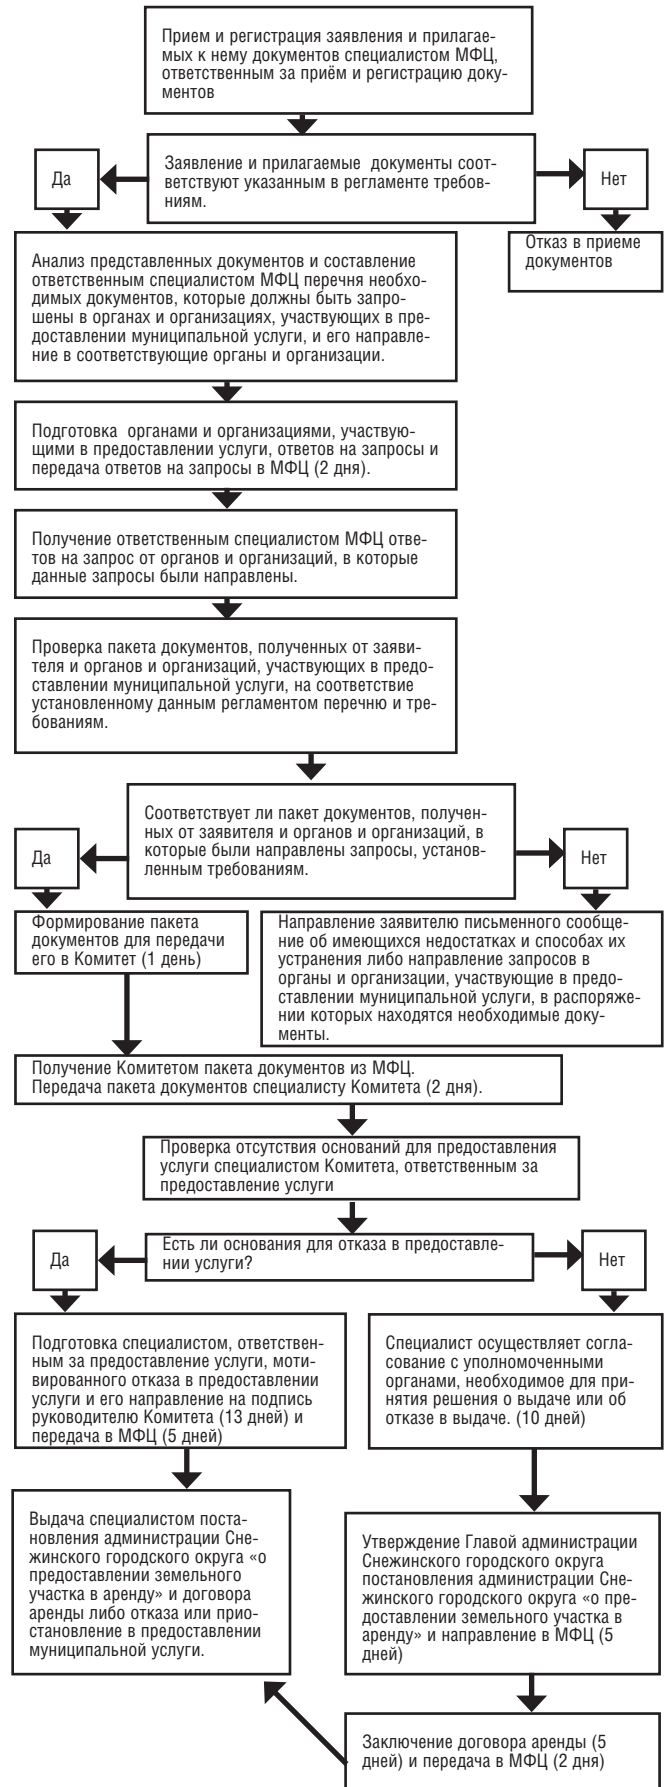 Прием и регистрация заявления и прилагае-
мых к нему документов специалистом МФЦ,
ответственным за приём и регистрацию доку-
ментов
Да
Заявление и прилагаемые документы соот-
ветствуют указанным в регламенте требов-
ниям.
Нет
Анализ представленных документов и составление
ответственным специалистом МФЦ перечня необхо-
димых документов, которые должны быть запро-
шены в органах и организациях, участвующих в пре-
доставлении муниципальной услуги, и его направле-
ние в соответствующие органы и организации.
Отказ в приеме
документов
Подготовка органами и организациями, участвую-
щими в предоставлении услуги, ответов на запросы и
передача ответов на запросы в МФЦ (2 дня).
Получение ответственным специалистом МФЦ отве-
тов на запрос от органов и организаций, в которые
данные запросы были направлены.
Проверка пакета документов, полученных от заяви-
теля и органов и организаций, участвующих в предо-
ставлении муниципальной услуги, на соответствие
установленному данным регламентом перечню и тре-
бованиям.
Да
Соответствует ли пакет документов, получен-
ных от заявителя и органов и организаций, в
которые были направлены запросы, установ-
ленным требованиям.
Нет
Формирование пакета
документов для передачи
его в Комитет (1 день)
Направление заявителю письменного сообще-
ние об имеющихся недостатках и способах их
устранения либо направление запросов в
органы и организации, участвующие в предо-
ставлении муниципальной услуги, в распоряже-
нии которых находятся необходимые доку-
менты.
Получение Комитетом пакета документов из МФЦ.
Передача пакета документов специалисту Комитета (2 дня).
Проверка отсутствия оснований для предоставления
услуги специалистом Комитета, ответственным за
предоставление услуги
Да
Есть ли основания для отказа в предоставле-
нии услуги?
Нет
Подготовка специалистом, ответствен-
ным за предоставление услуги, моти-
вированного отказа в предоставлении
услуги и его направление на подпись
руководителю Комитета (13 дней) и
передача в МФЦ (5 дней)
Специалист осуществляет согла-
сование с уполномоченными
органами, необходимое для при-
нятия решения о выдаче или об
отказе в выдаче. (10 дней)
Выдача специалистом поста-
новления администрации Сне-
жинского городского округа «о
предоставлении земельного
участка в аренду» и договора
аренды либо отказа или прио-
становление в предоставлении
муниципальной услуги.
Утверждение Главой администрации
Снежинского городского округа
постановления администрации Сне-
жинского городского округа «о пре-
доставлении земельного участка в
аренду» и направление в МФЦ (5
дней)
Заключение договора аренды (5
дней) и передача в МФЦ (2 дня)